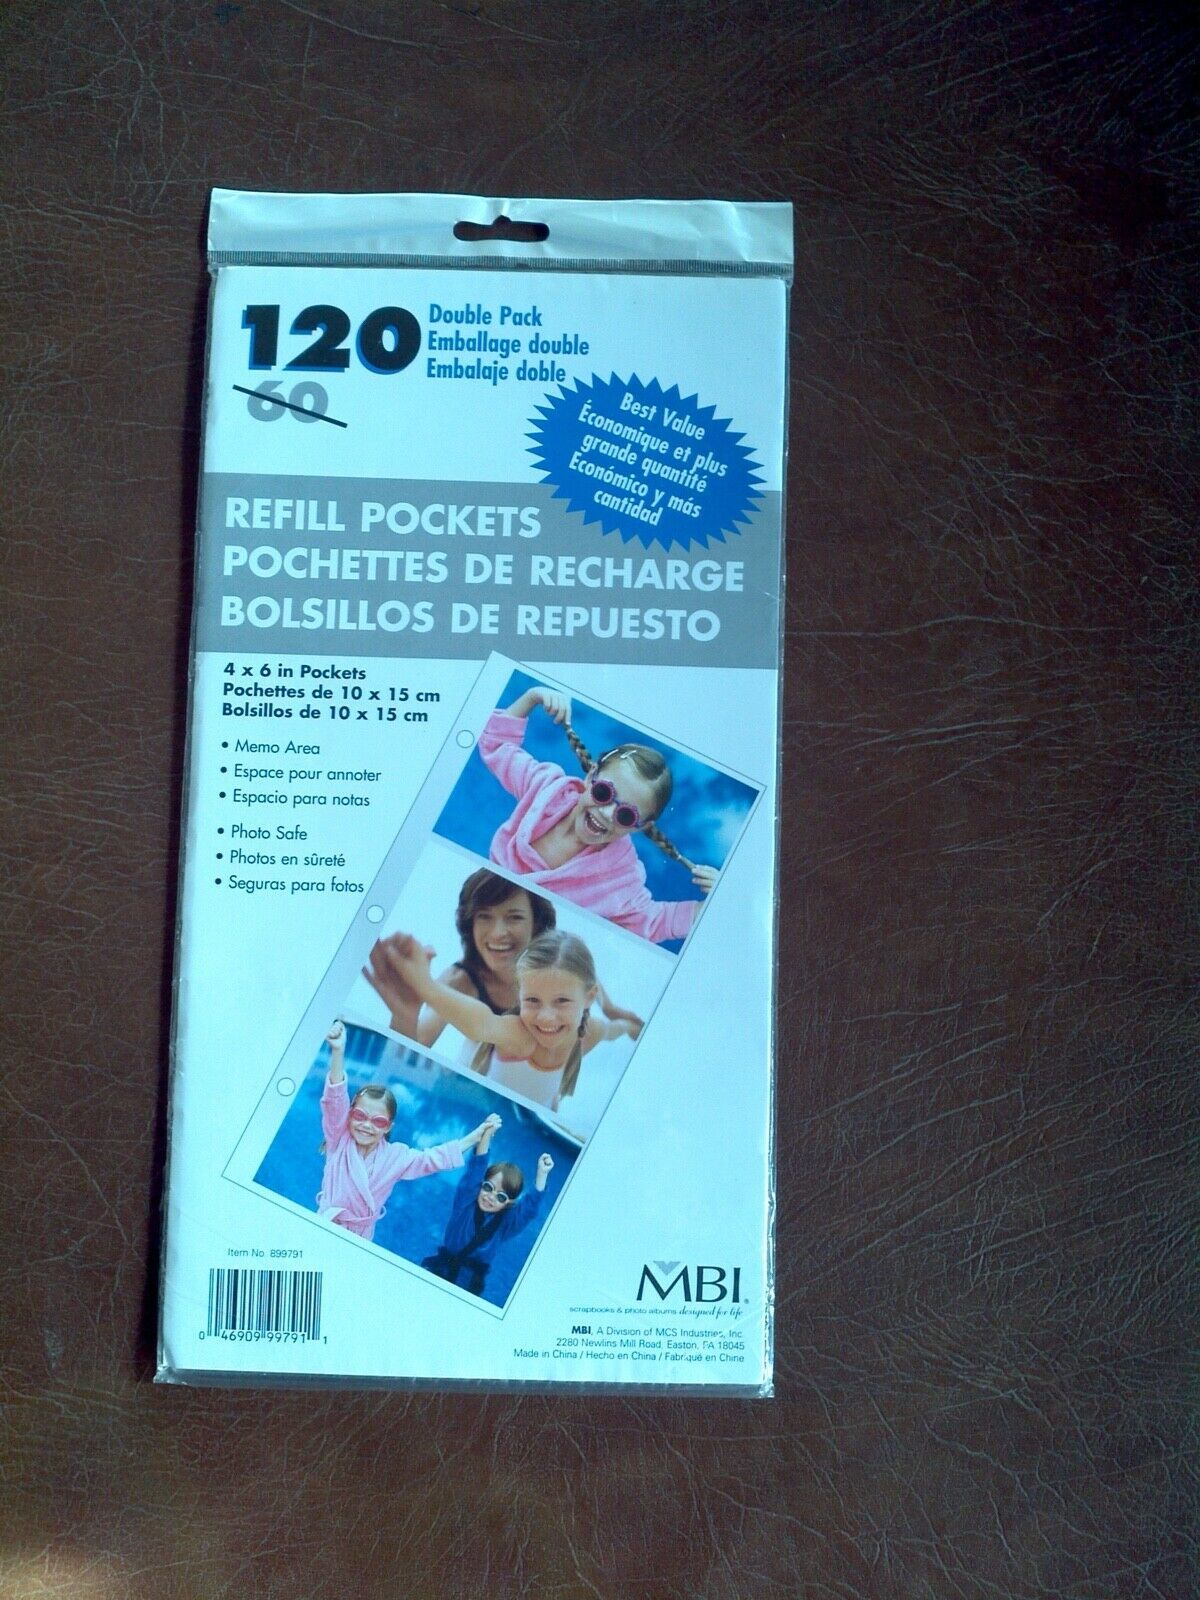 120
Double Pack
Emballage double
Embalaje doble
60
Best Value
Économique et plus
grande quantité
Económico y más
cantidad
REFILL POCKETS
POCHETTES DE RECHARGE
BOLSILLOS DE REPUESTO
4 x 6 in Pockets
Pochettes de 10 x 15 cm
Bolsillos de 10 x 15 cm
• Memo Area
• Espace pour annoter
• Espacio para notas
• Photo Safe
• Photos en sûreté
• Seguras para fotos
Item No. 899791
0 46909 99791 1
MBI®
scrapbooks & photo albums designed for life
MBI, A Division of MCS Industries, Inc.
2280 Newlins Mill Road, Easton, PA 18045
Made in China / Hecho en China / Fabriqué en Chine